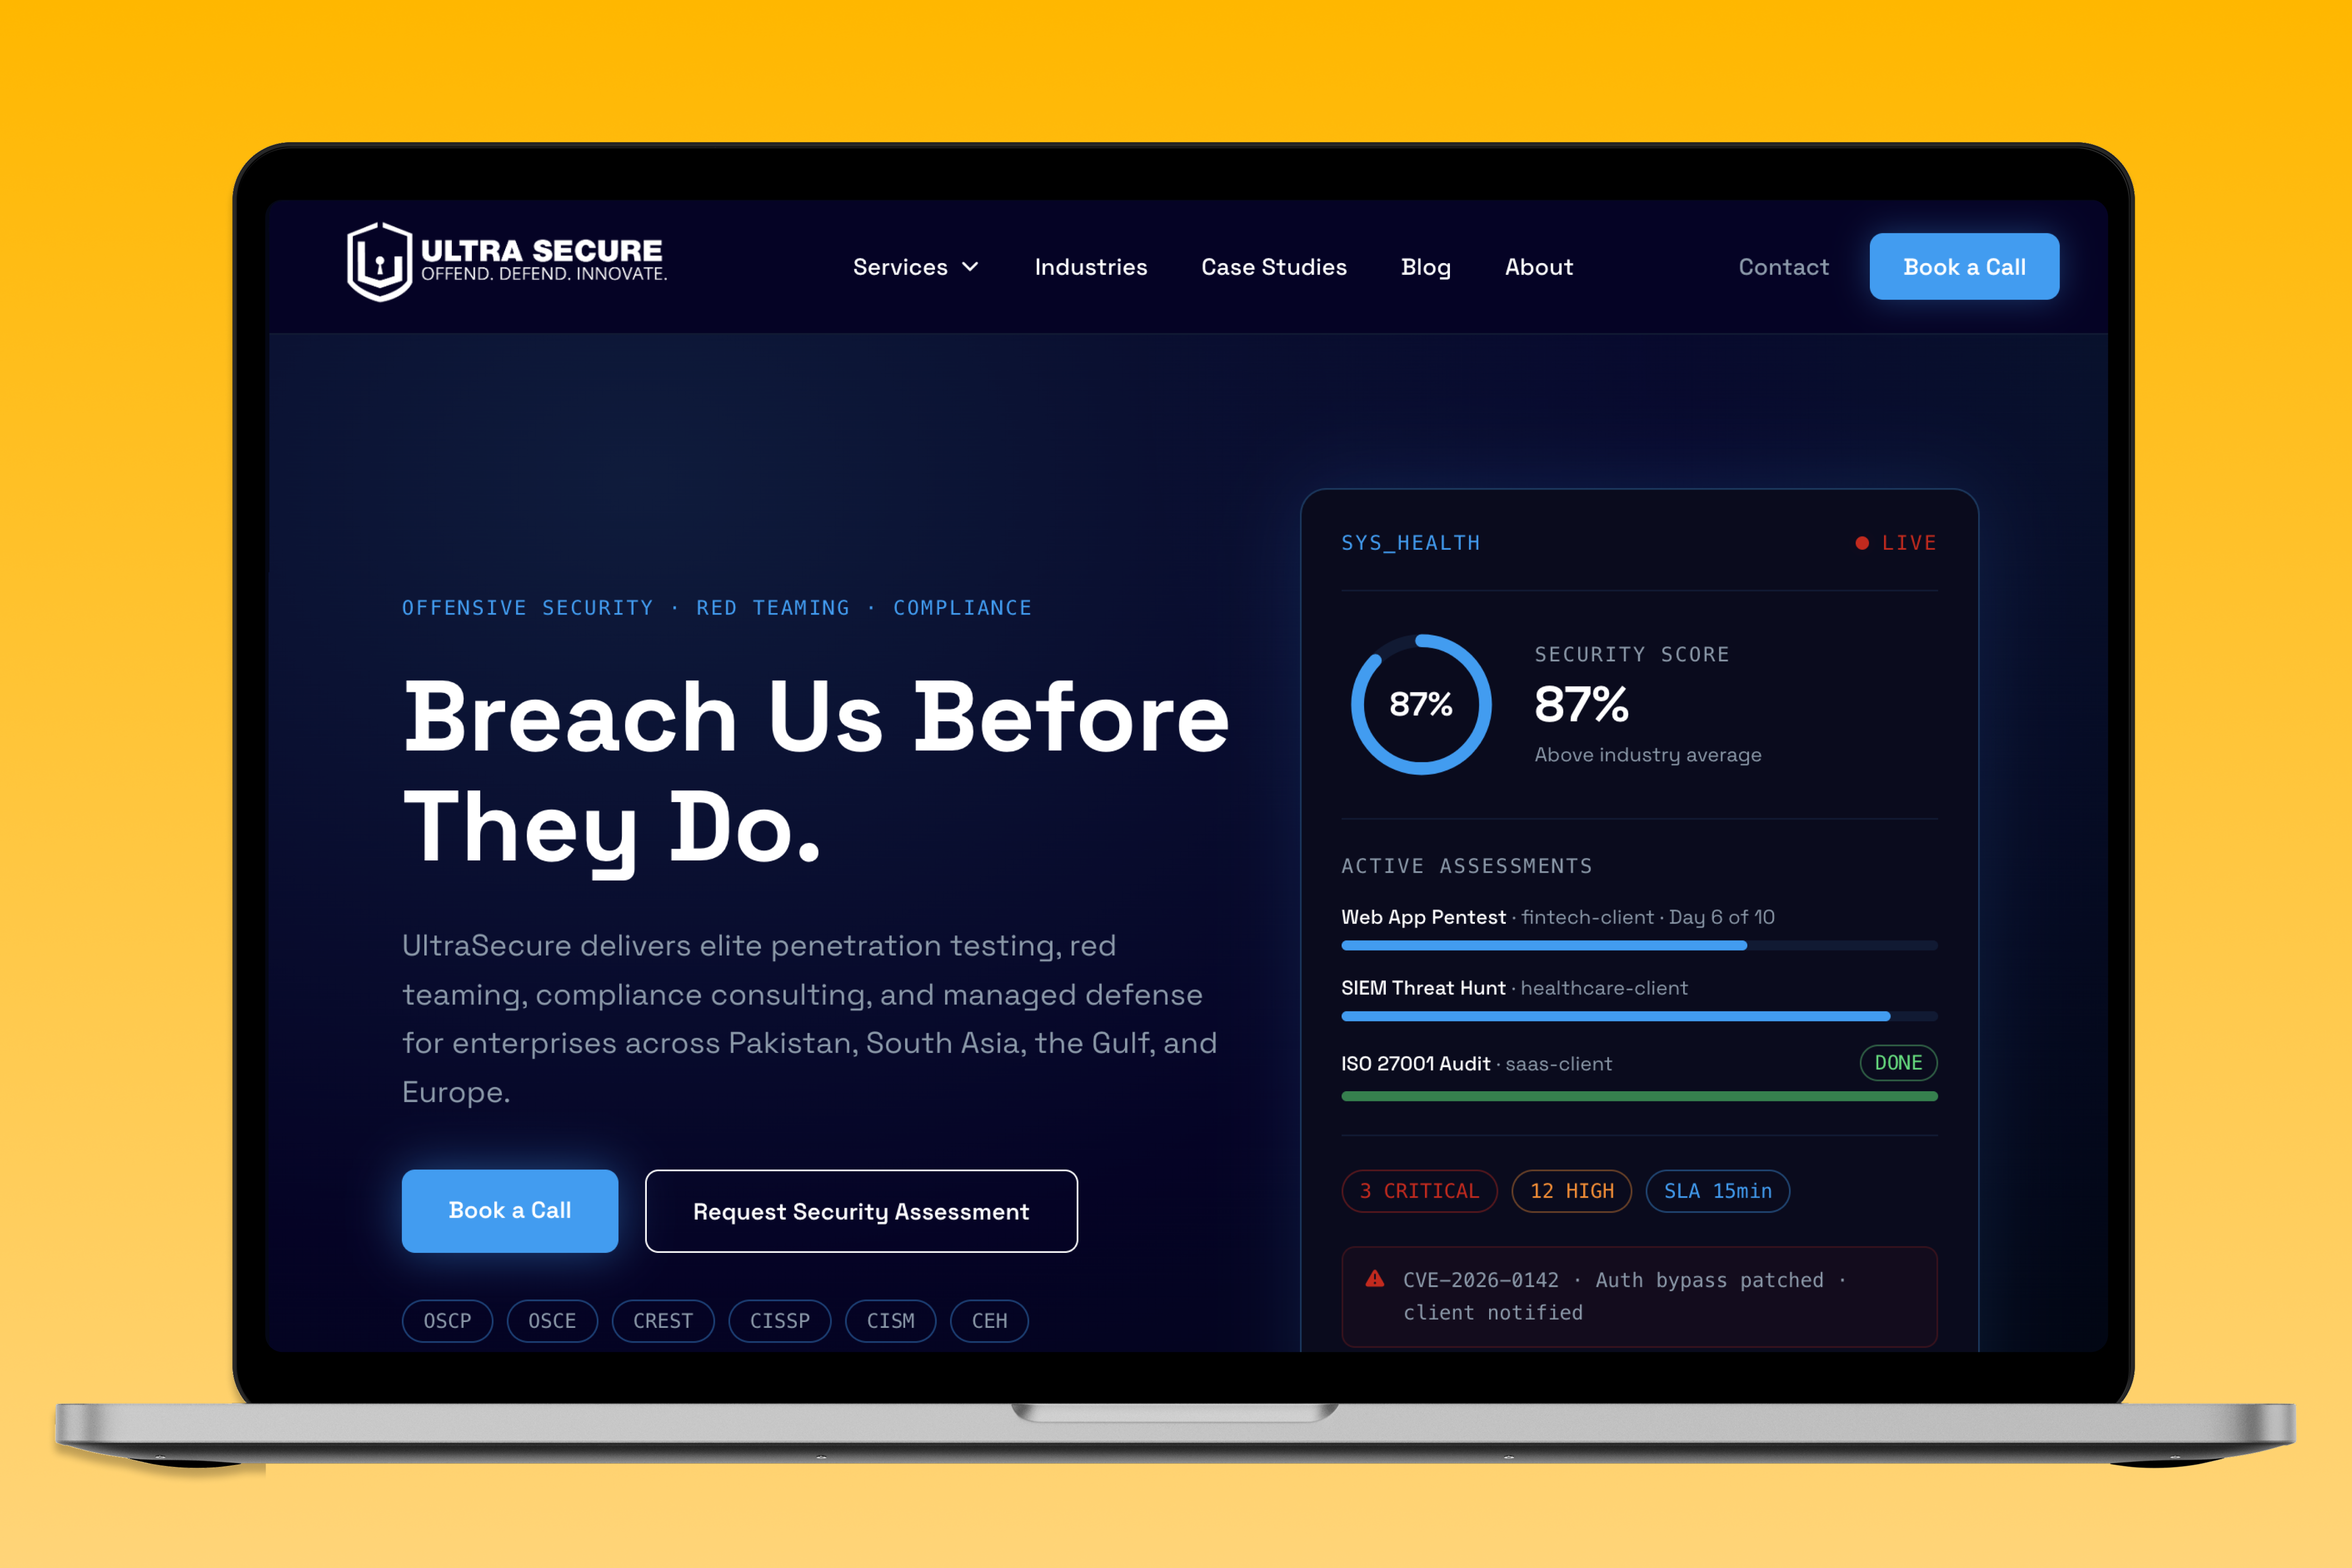 ULTRA SECURE
OFFEND. DEFEND. INNOVATE.
Services
Industries
Case Studies
Blog
About
Contact
Book a Call
OFFENSIVE SECURITY · RED TEAMING · COMPLIANCE
Breach Us Before
They Do.
UltraSecure delivers elite penetration testing, red
teaming, compliance consulting, and managed defense
for enterprises across Pakistan, South Asia, the Gulf, and
Europe.
Book a Call
Request Security Assessment
OSCP
OSCE
CREST
CISSP
CISM
CEH
SYS_HEALTH
LIVE
87%
SECURITY SCORE
87%
Above industry average
ACTIVE ASSESSMENTS
Web App Pentest · fintech-client · Day 6 of 10
SIEM Threat Hunt · healthcare-client
ISO 27001 Audit · saas-client
DONE
3 CRITICAL
12 HIGH
SLA 15min
CVE-2026-0142 · Auth bypass patched ·
client notified